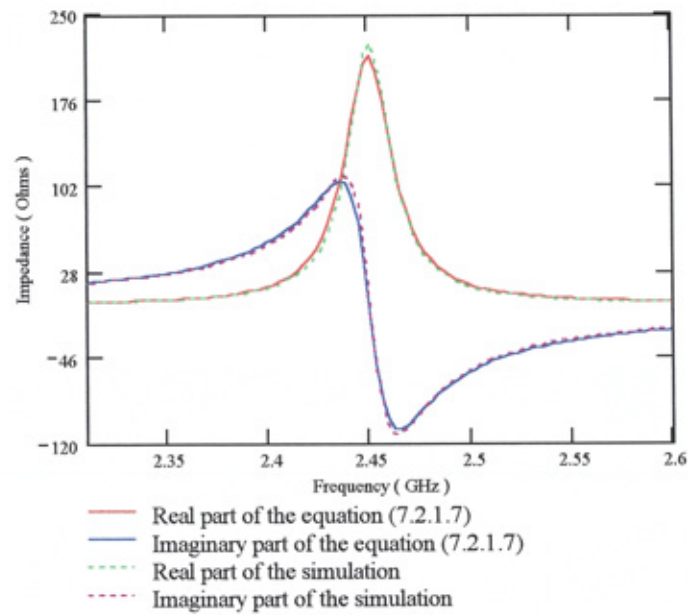 250
176
102
28
−46
−120
Impedance ( Ohms )
2.35
2.4
2.45
2.5
2.55
2.6
Frequency ( GHz )
Real part of the equation (7.2.1.7)
Imaginary part of the equation (7.2.1.7)
Real part of the simulation
Imaginary part of the simulation